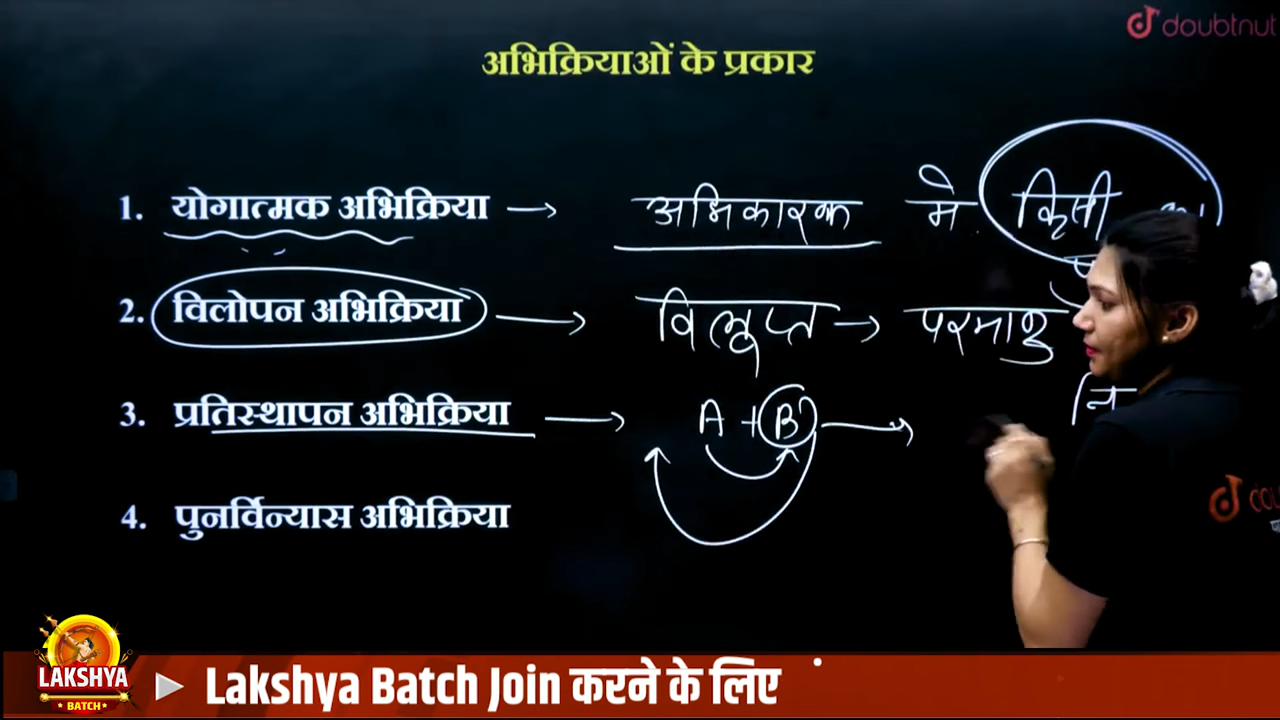 doubtnut
अभिक्रियाओं के प्रकार
1. योगात्मक अभिक्रिया → अभिकारक में किसी
2. विलोपन अभिक्रिया → विलुप्त → परमाणु
3. प्रतिस्थापन अभिक्रिया → A + B →
4. पुनर्विन्यास अभिक्रिया
LAKSHYA
BATCH
Lakshya Batch Join करने के लिए